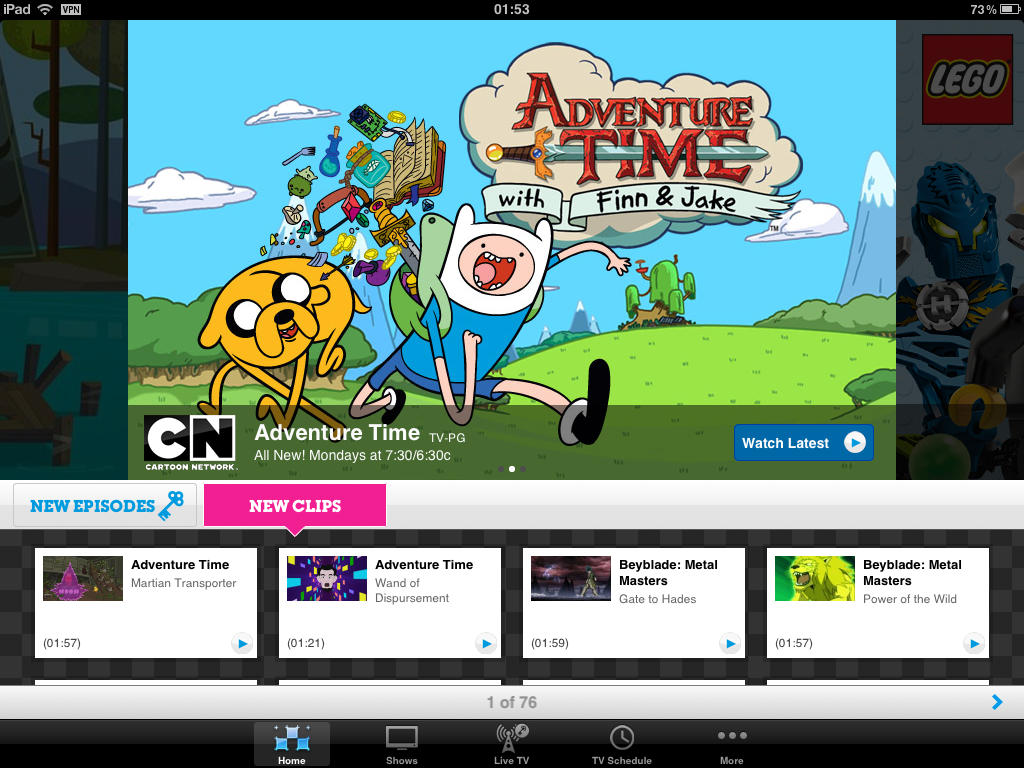 iPad VPN 01:53 73%
LEGO
ADVENTURE
TIME
with Finn & Jake
TM
CN
CARTOON NETWORK.
Adventure Time TV-PG
All New! Mondays at 7:30/6:30c
Watch Latest
NEW EPISODES
NEW CLIPS
Adventure Time
Martian Transporter
(01:57)
Adventure Time
Wand of
Dispursement
(01:21)
Beyblade: Metal
Masters
Gate to Hades
(01:59)
Beyblade: Metal
Masters
Power of the Wild
(01:57)
1 of 76
Home
Shows
Live TV
TV Schedule
More